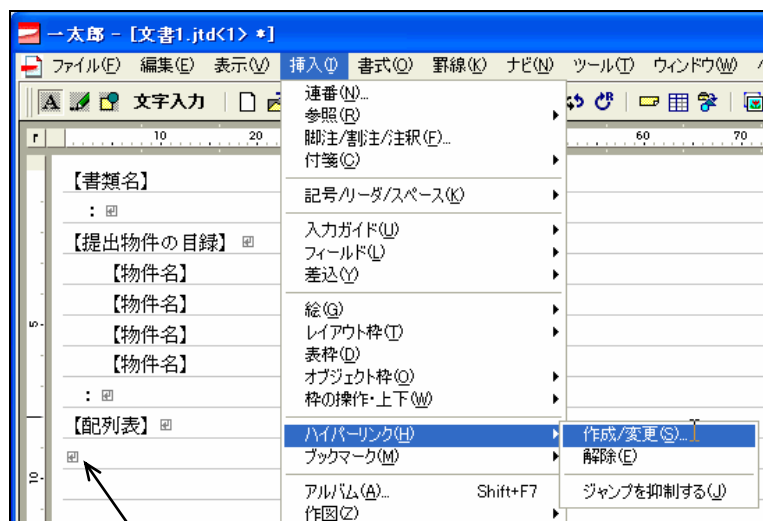 一太郎 - [文書1.jtd<1> *]
ファイル(F) 編集(E) 表示(V) 挿入(I) 書式(O) 罫線(K) ナビ(N) ツール(T) ウィンドウ(W)
A 文字入力
10 20 60 70
連番(N)...
参照(R)
脚注/割注/注釈(F)...
付箋(C)
記号/リーダ/スペース(K)
入力ガイド(U)
フィールド(L)
差込(Y)
絵(G)
レイアウト枠(T)
表枠(D)
オブジェクト枠(O)
枠の操作・上下(W)
ハイパーリンク(H)
ブックマーク(M)
アルバム(A)... Shift+F7
作図(Z)
作成/変更(S)...
解除(E)
ジャンプを抑制する(J)
【書類名】
:
【提出物件の目録】
【物件名】
【物件名】
【物件名】
【物件名】
:
【配列表】
5
10